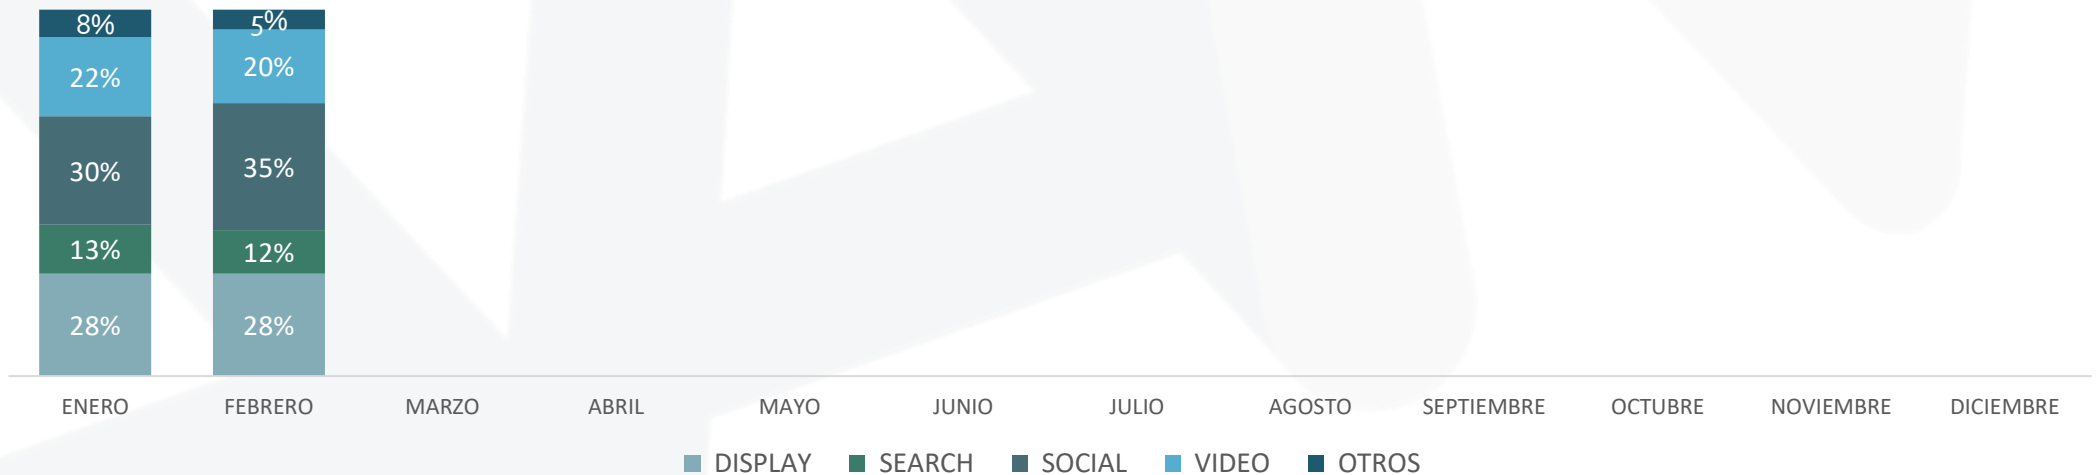 8% 5%
22% 20%
30% 35%
13% 12%
28% 28%
ENERO FEBRERO MARZO ABRIL MAYO JUNIO JULIO AGOSTO SEPTIEMBRE OCTUBRE NOVIEMBRE DICIEMBRE
DISPLAY SEARCH SOCIAL VIDEO OTROS